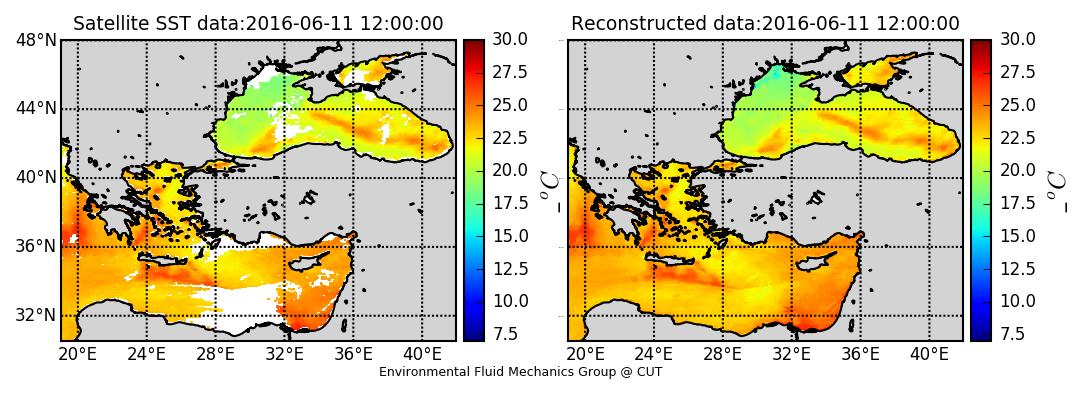 Satellite SST data:2016-06-11 12:00:00
Reconstructed data:2016-06-11 12:00:00
48°N
44°N
40°N
36°N
32°N
20°E 24°E 28°E 32°E 36°E 40°E
30.0
27.5
25.0
22.5
20.0
17.5
15.0
12.5
10.0
7.5
°C
20°E 24°E 28°E 32°E 36°E 40°E
30.0
27.5
25.0
22.5
20.0
17.5
15.0
12.5
10.0
7.5
°C
Environmental Fluid Mechanics Group @ CUT